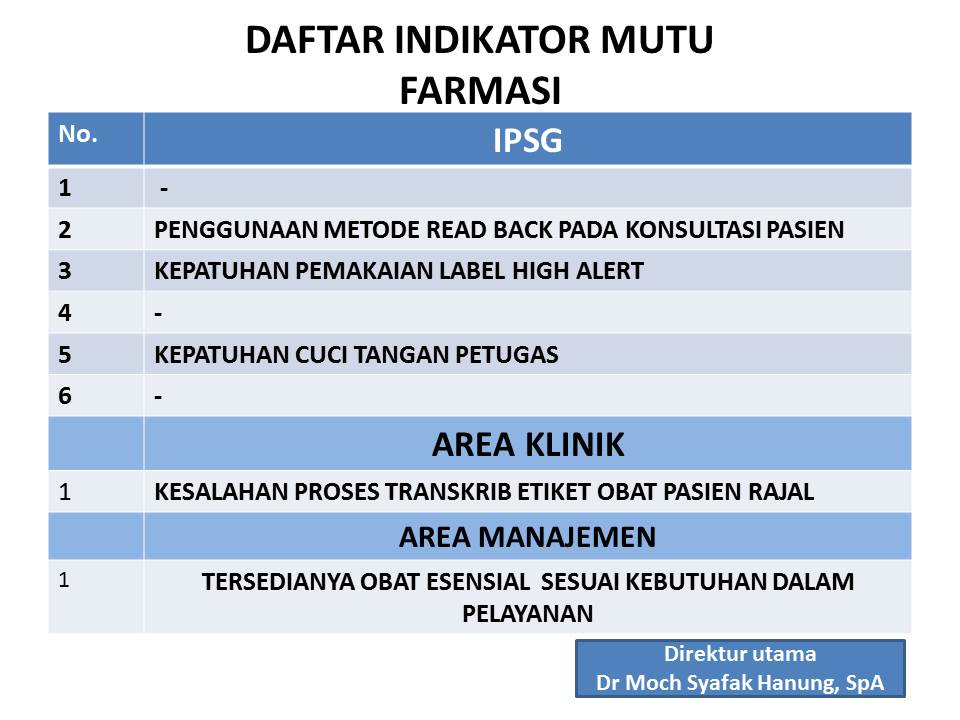 DAFTAR INDIKATOR MUTU
FARMASI
No. IPSG
1 -
2 PENGGUNAAN METODE READ BACK PADA KONSULTASI PASIEN
3 KEPATUHAN PEMAKAIAN LABEL HIGH ALERT
4 -
5 KEPATUHAN CUCI TANGAN PETUGAS
6 -
AREA KLINIK
1 KESALAHAN PROSES TRANSKRIB ETIKET OBAT PASIEN RAJAL
AREA MANAJEMEN
1 TERSEDIANYA OBAT ESENSIAL SESUAI KEBUTUHAN DALAM
PELAYANAN
Direktur utama
Dr Moch Syafak Hanung, SpA